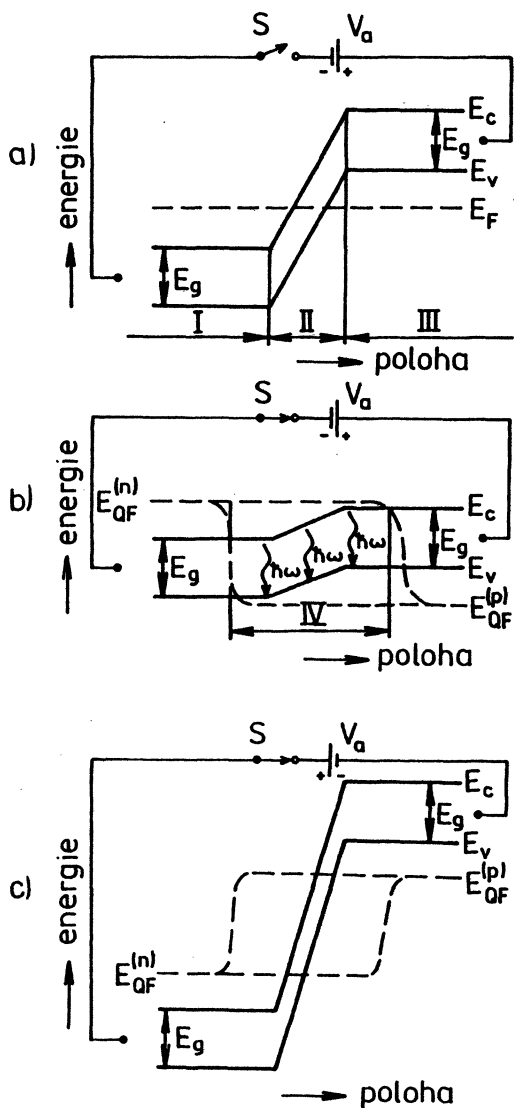 S
V_a
- +
a)
energie
E_c
E_g
E_v
E_F
E_g
I II III
poloha
S
V_a
- +
b)
energie
E_QF^(n)
E_c
E_g
E_g
ħω ħω ħω
E_v
E_QF^(p)
IV
poloha
S
V_a
+ -
c)
energie
E_c
E_g
E_v
E_QF^(p)
E_QF^(n)
E_g
poloha